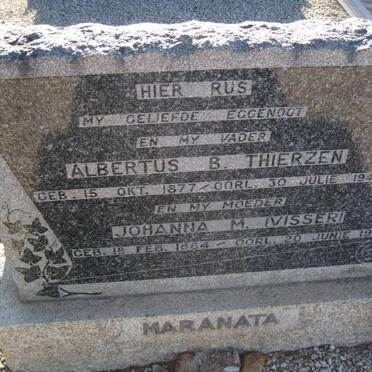 HIER RUS
MY GELIEFDE EGGENOOT
EN MY VADER
ALBERTUS B. THIERZEN
GEB. 15 OKT. 1877 / OORL. 30 JULIE
EN MY MOEDER
JOHANNA M. (VISSER)
GEB. 18 FEB. 1884 / OORL. 20 JUNIE
MARANATA